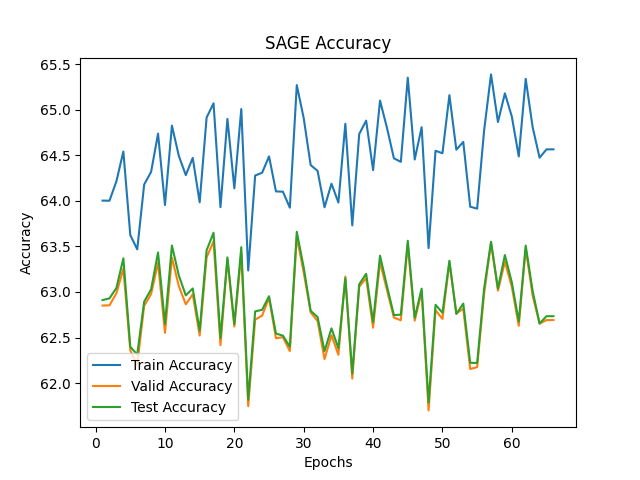 SAGE Accuracy
65.5
65.0
64.5
64.0
63.5
63.0
62.5
62.0
Accuracy
Train Accuracy
Valid Accuracy
Test Accuracy
0 10 20 30 40 50 60
Epochs